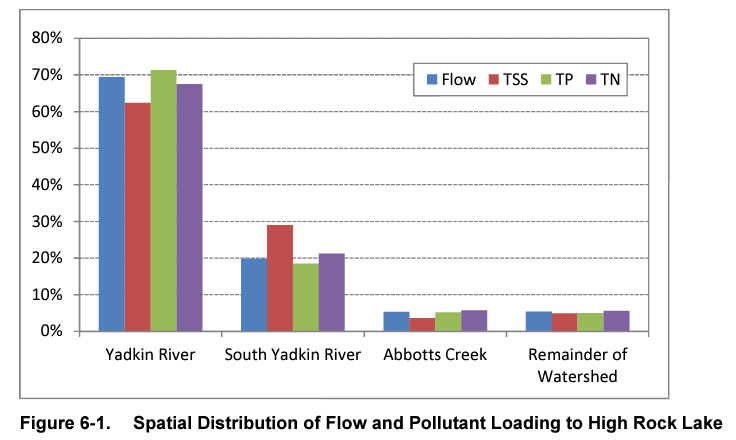 80%
70%
60%
50%
40%
30%
20%
10%
0%
Flow TSS TP TN
Yadkin River South Yadkin River Abbotts Creek Remainder of
Watershed
Figure 6-1. Spatial Distribution of Flow and Pollutant Loading to High Rock Lake